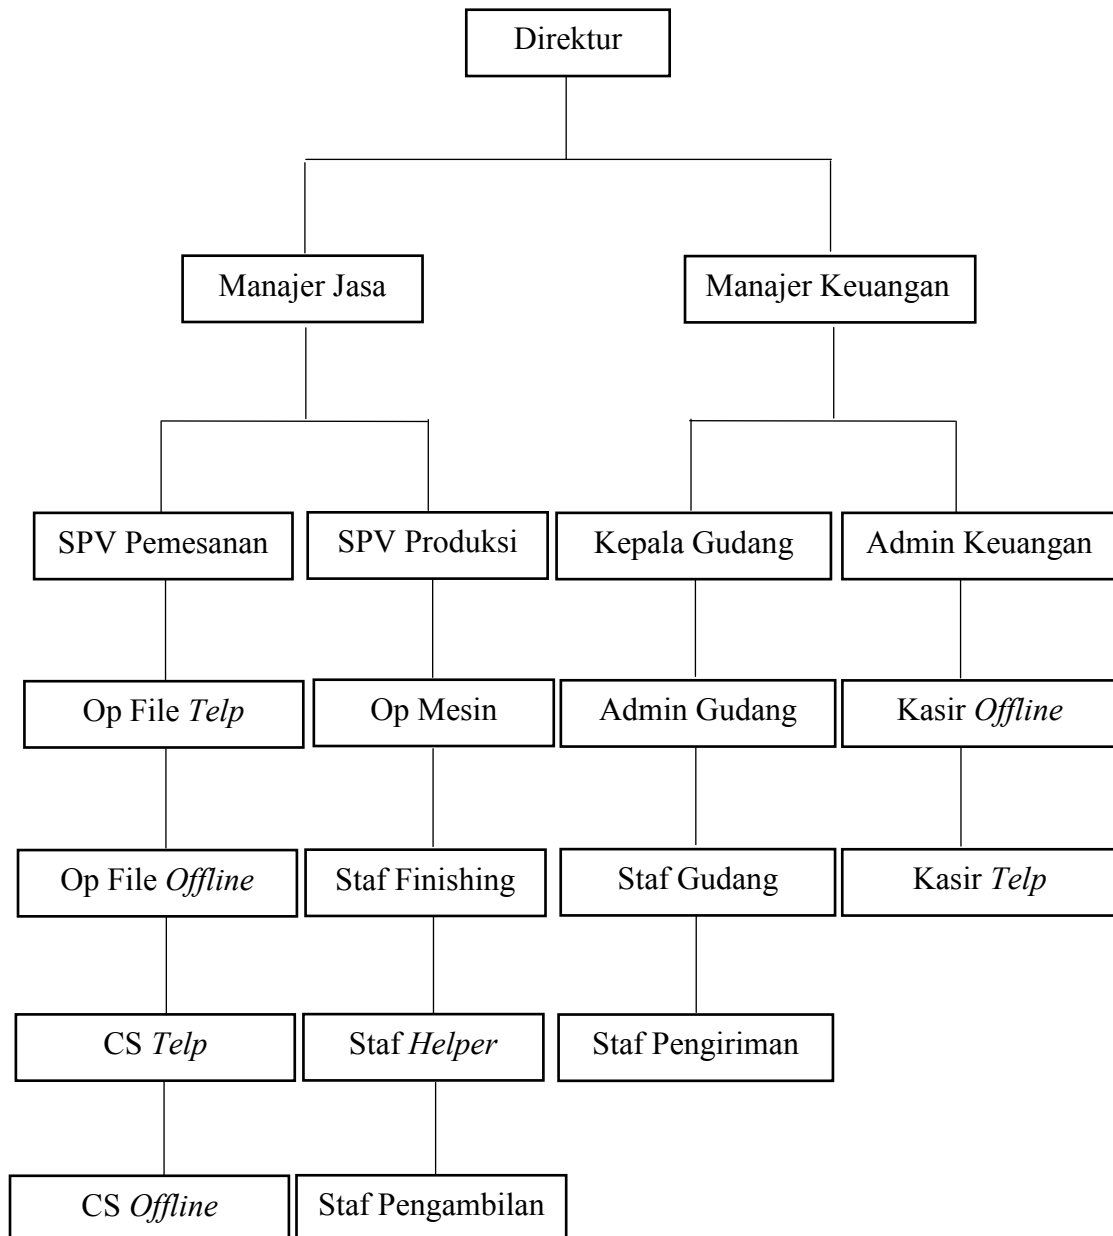 Direktur
Manajer Jasa
Manajer Keuangan
SPV Pemesanan
SPV Produksi
Kepala Gudang
Admin Keuangan
Op File Telp
Op Mesin
Admin Gudang
Kasir Offline
Op File Offline
Staf Finishing
Staf Gudang
Kasir Telp
CS Telp
Staf Helper
Staf Pengiriman
CS Offline
Staf Pengambilan